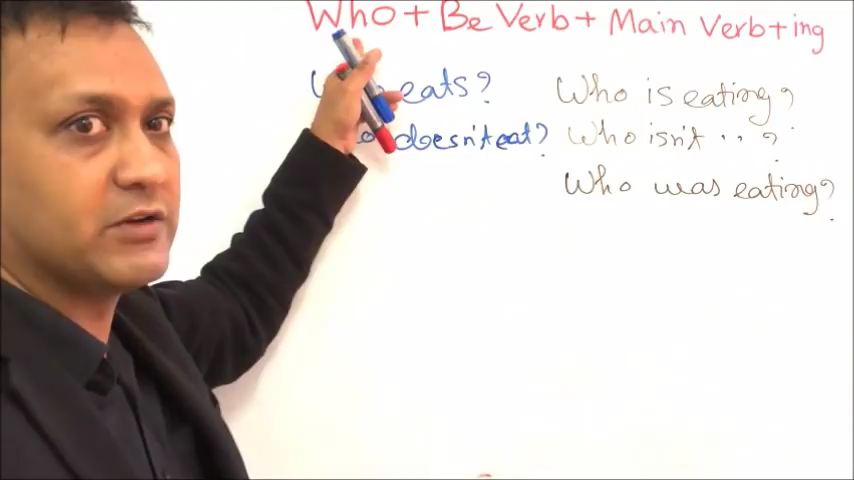 Who + Be Verb + Main Verb + ing
eats?
doesn't eat?
Who is eating?
Who isn't ...?
Who was eating?